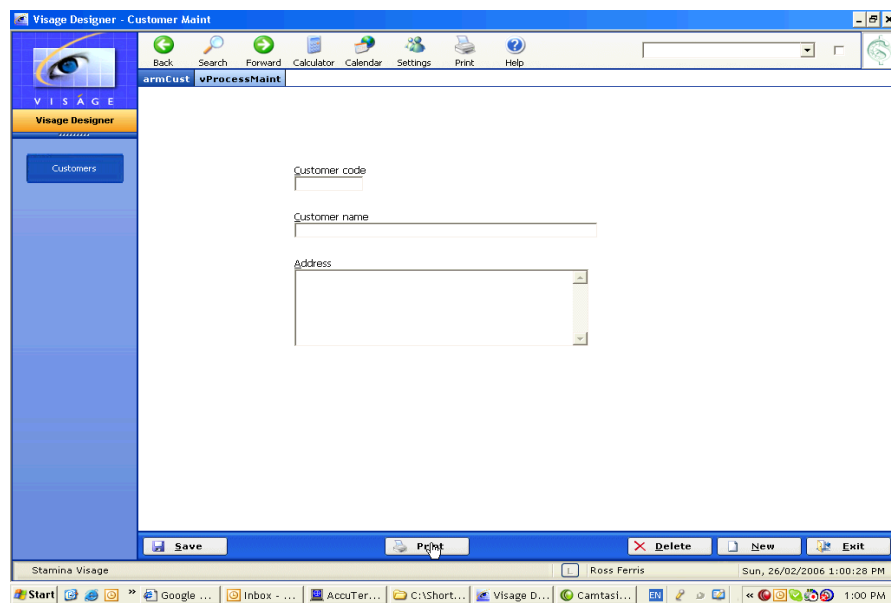 Visage Designer - Customer Maint
Back Search Forward Calculator Calendar Settings Print Help
armCust vProcessMaint
VISÁGE
Visage Designer
Customers
Customer code
Customer name
Address
Save Print Delete New Exit
Stamina Visage L Ross Ferris Sun, 26/02/2006 1:00:28 PM
Start » Google ... Inbox - ... AccuTer... C:\Short... Visage D... Camtasi... EN « 1:00 PM